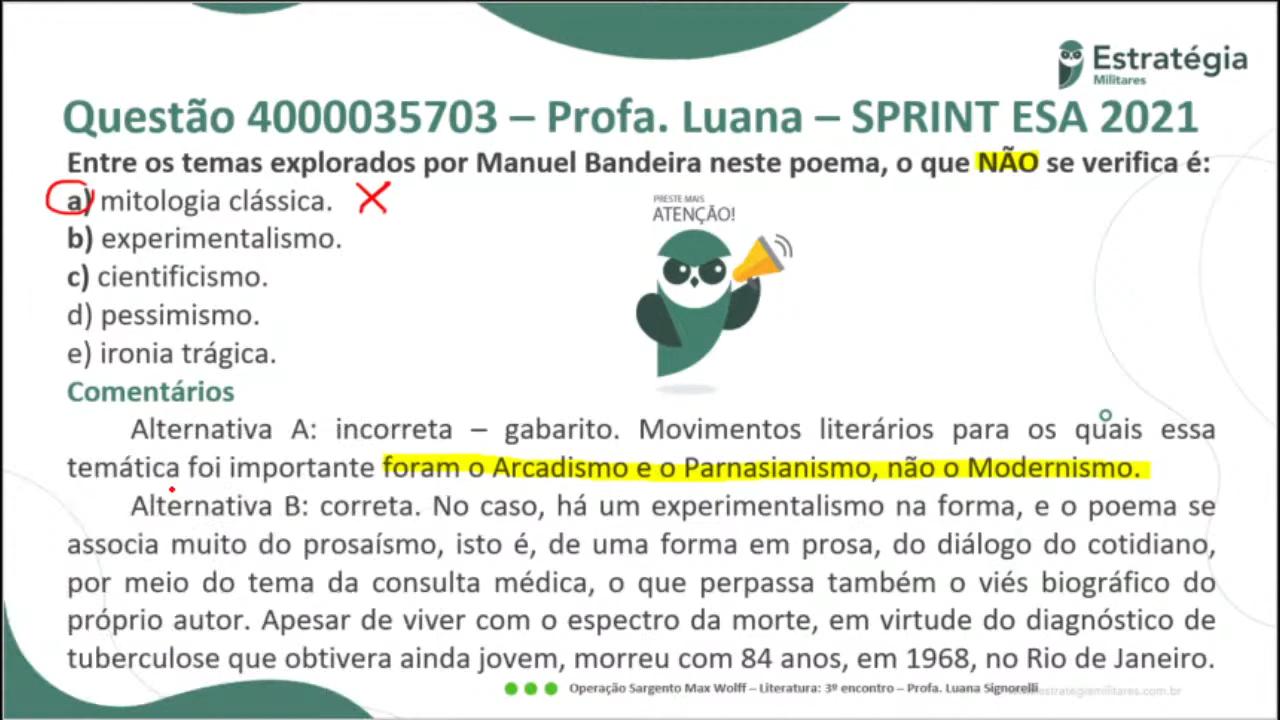 Estratégia
Militares
Questão 4000035703 – Profa. Luana – SPRINT ESA 2021
Entre os temas explorados por Manuel Bandeira neste poema, o que NÃO se verifica é:
a) mitologia clássica.
PRESTE MAIS
ATENÇÃO!
b) experimentalismo.
c) cientificismo.
d) pessimismo.
e) ironia trágica.
Comentários
Alternativa A: incorreta – gabarito. Movimentos literários para os quais essa
temática foi importante foram o Arcadismo e o Parnasianismo, não o Modernismo.
Alternativa B: correta. No caso, há um experimentalismo na forma, e o poema se
associa muito do prosaísmo, isto é, de uma forma em prosa, do diálogo do cotidiano,
por meio do tema da consulta médica, o que perpassa também o viés biográfico do
próprio autor. Apesar de viver com o espectro da morte, em virtude do diagnóstico de
tuberculose que obtivera ainda jovem, morreu com 84 anos, em 1968, no Rio de Janeiro.
Operação Sargento Max Wolff – Literatura: 3º encontro – Profa. Luana Signorelli